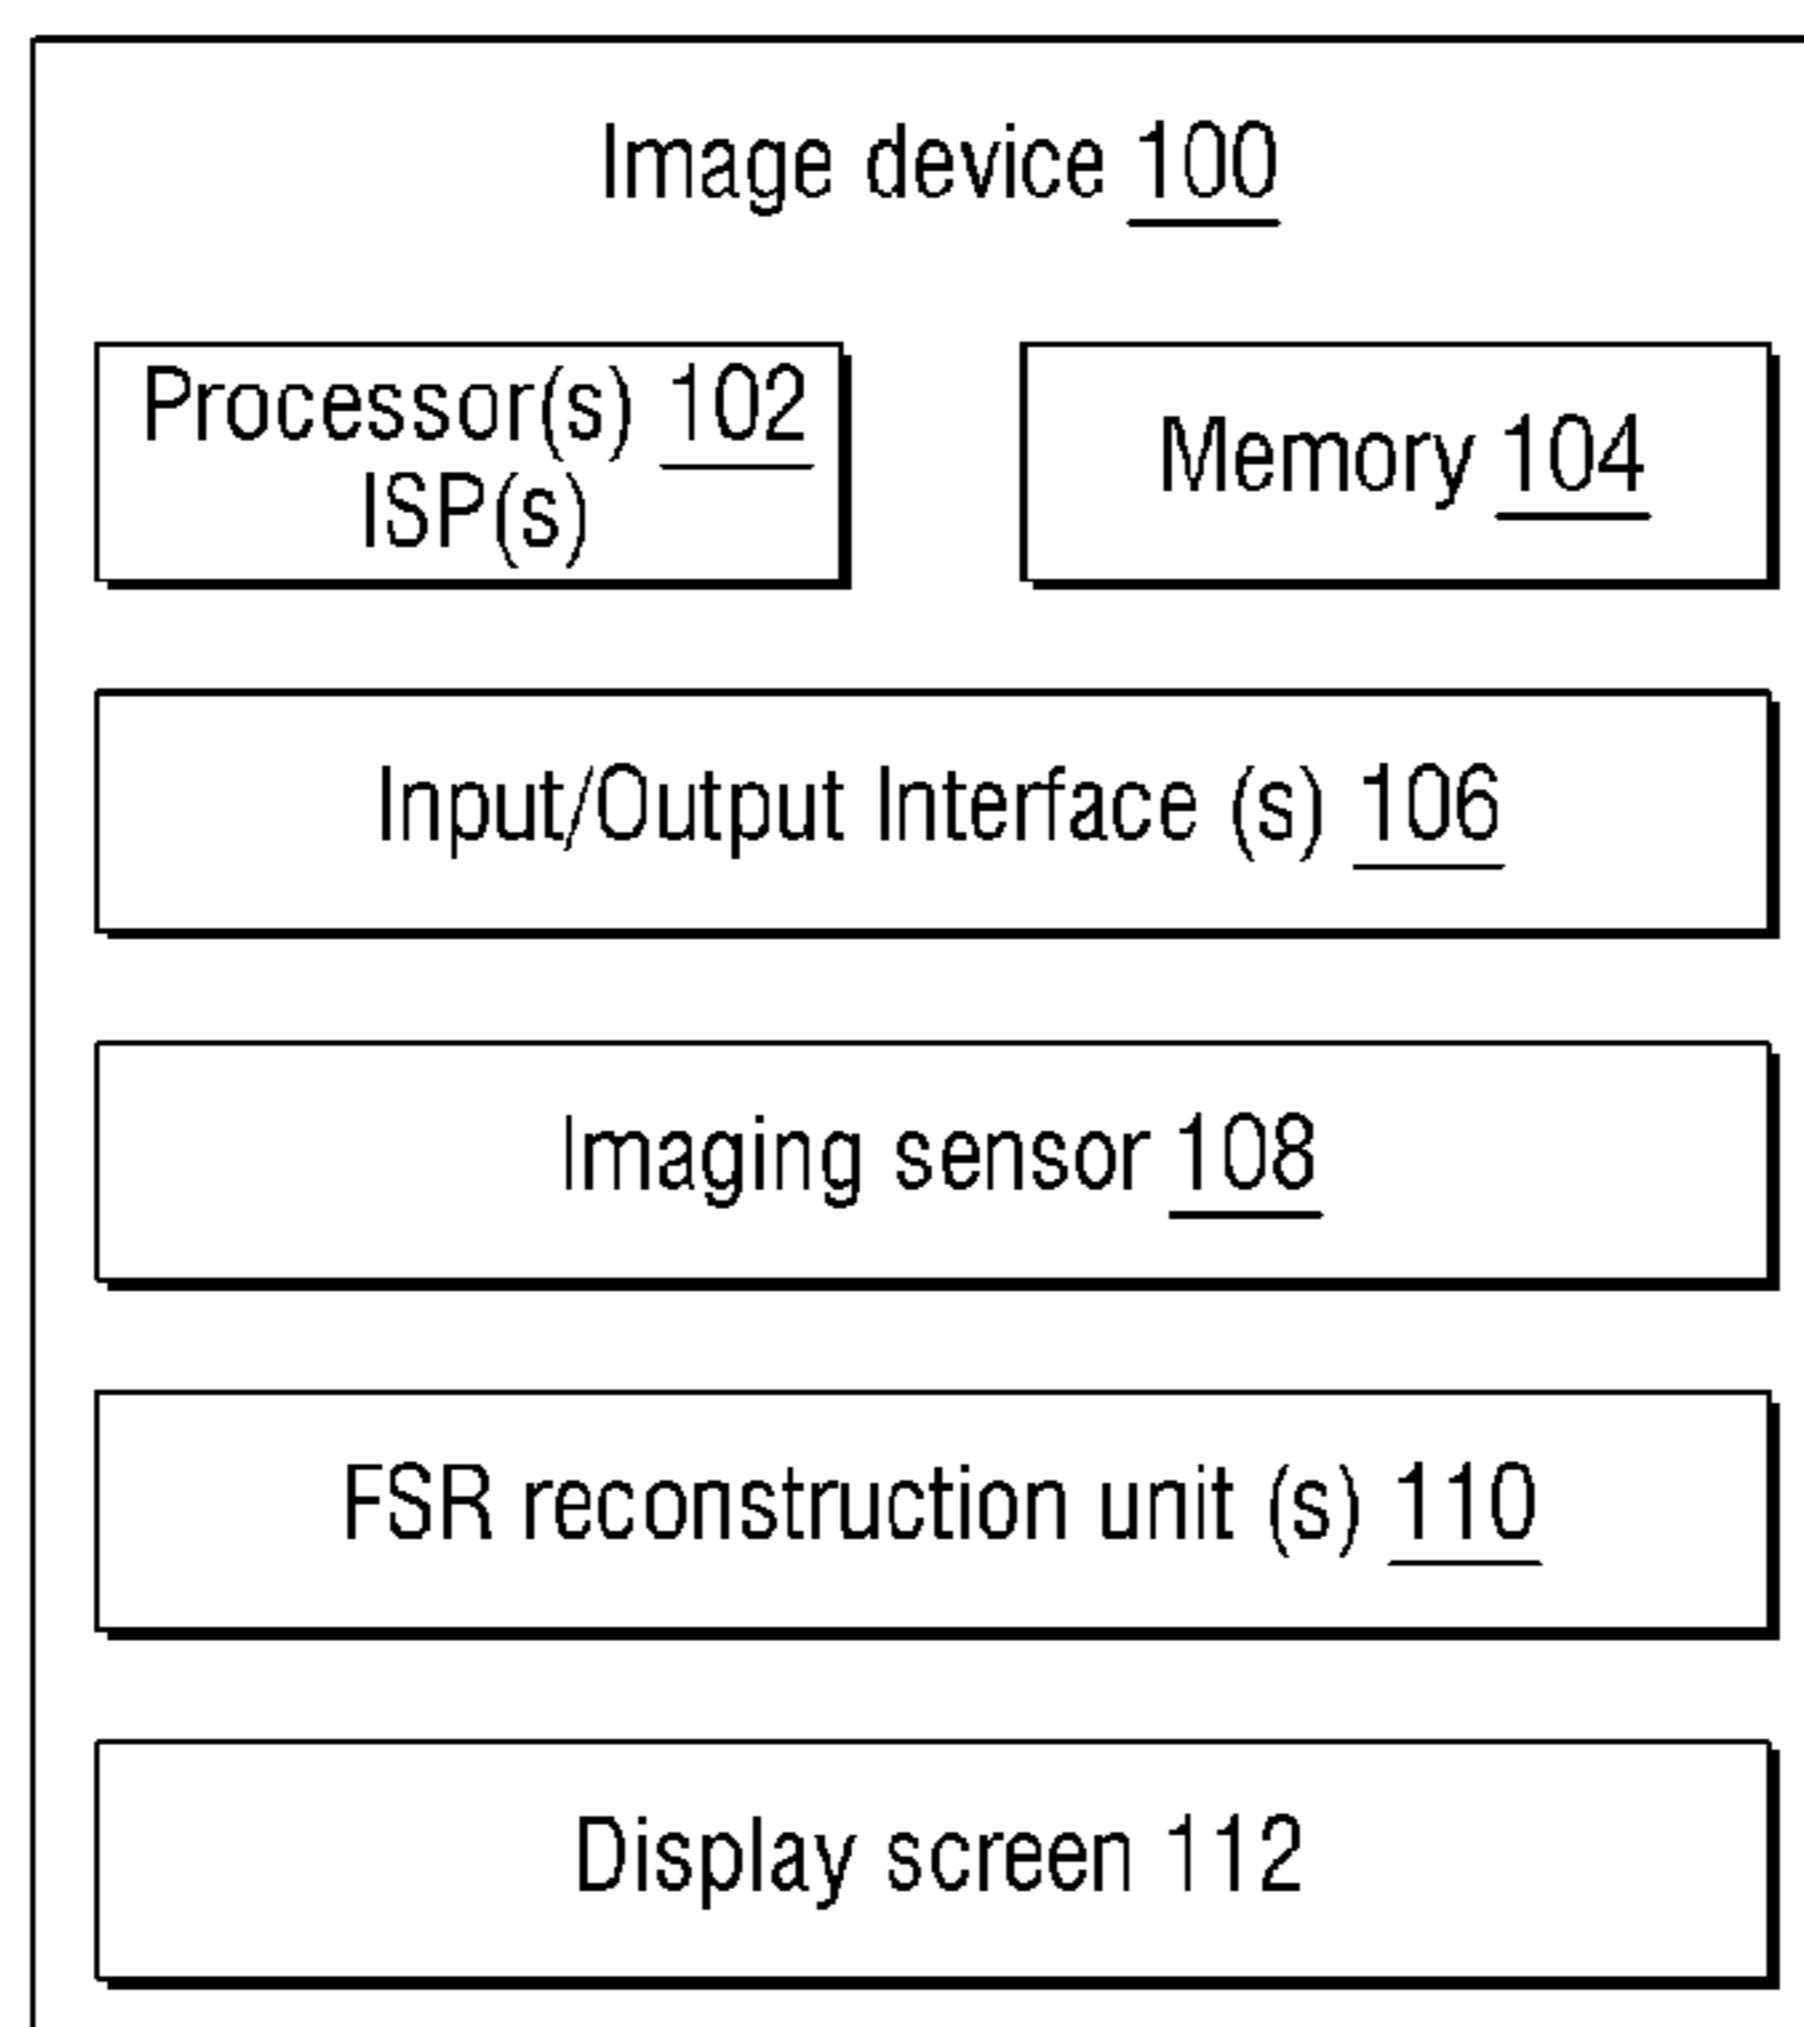 Image device 100
Processor(s) 102
ISP(s)
Memory 104
Input/Output Interface (s) 106
Imaging sensor 108
FSR reconstruction unit (s) 110
Display screen 112